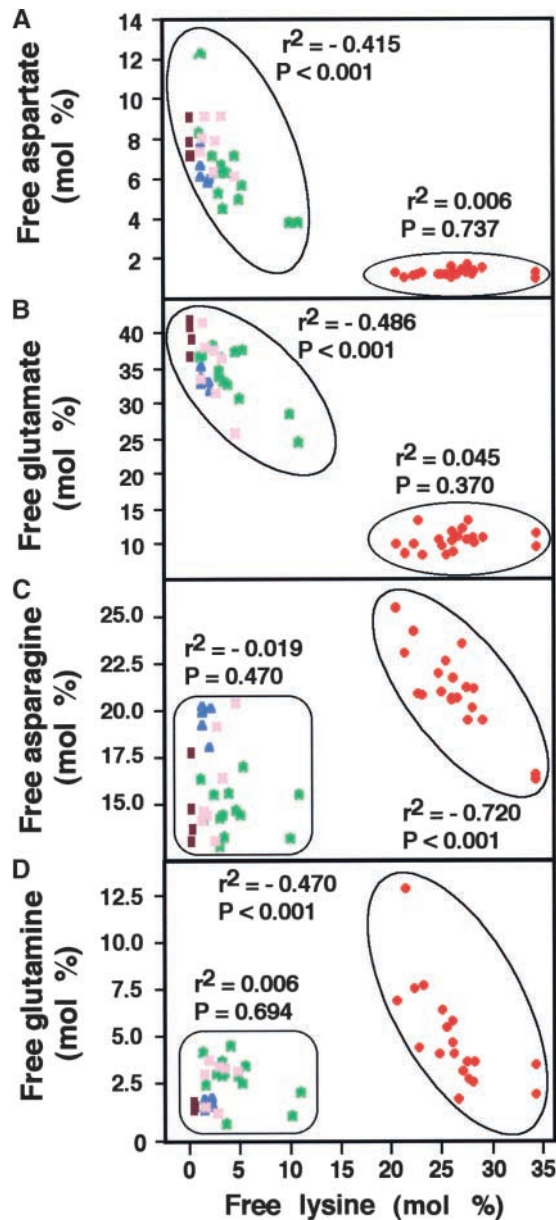 A
Free aspartate
(mol %)
14
12
10
8
6
4
2
r² = - 0.415
P < 0.001
r² = 0.006
P = 0.737
B
Free glutamate
(mol %)
40
35
30
25
20
15
10
r² = - 0.486
P < 0.001
r² = 0.045
P = 0.370
C
Free asparagine
(mol %)
25.0
22.5
20.0
17.5
15.0
r² = - 0.019
P = 0.470
r² = - 0.720
P < 0.001
D
Free glutamine
(mol %)
12.5
10.0
7.5
5.0
2.5
0
r² = - 0.470
P < 0.001
r² = 0.006
P = 0.694
0 5 10 15 20 25 30 35
Free lysine (mol %)